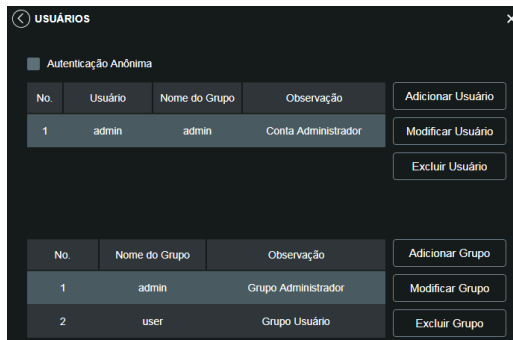 USUÁRIOS
Autenticação Anônima
No. Usuário Nome do Grupo Observação Adicionar Usuário
1 admin admin Conta Administrador Modificar Usuário
Excluir Usuário
No. Nome do Grupo Observação Adicionar Grupo
1 admin Grupo Administrador Modificar Grupo
2 user Grupo Usuário Excluir Grupo